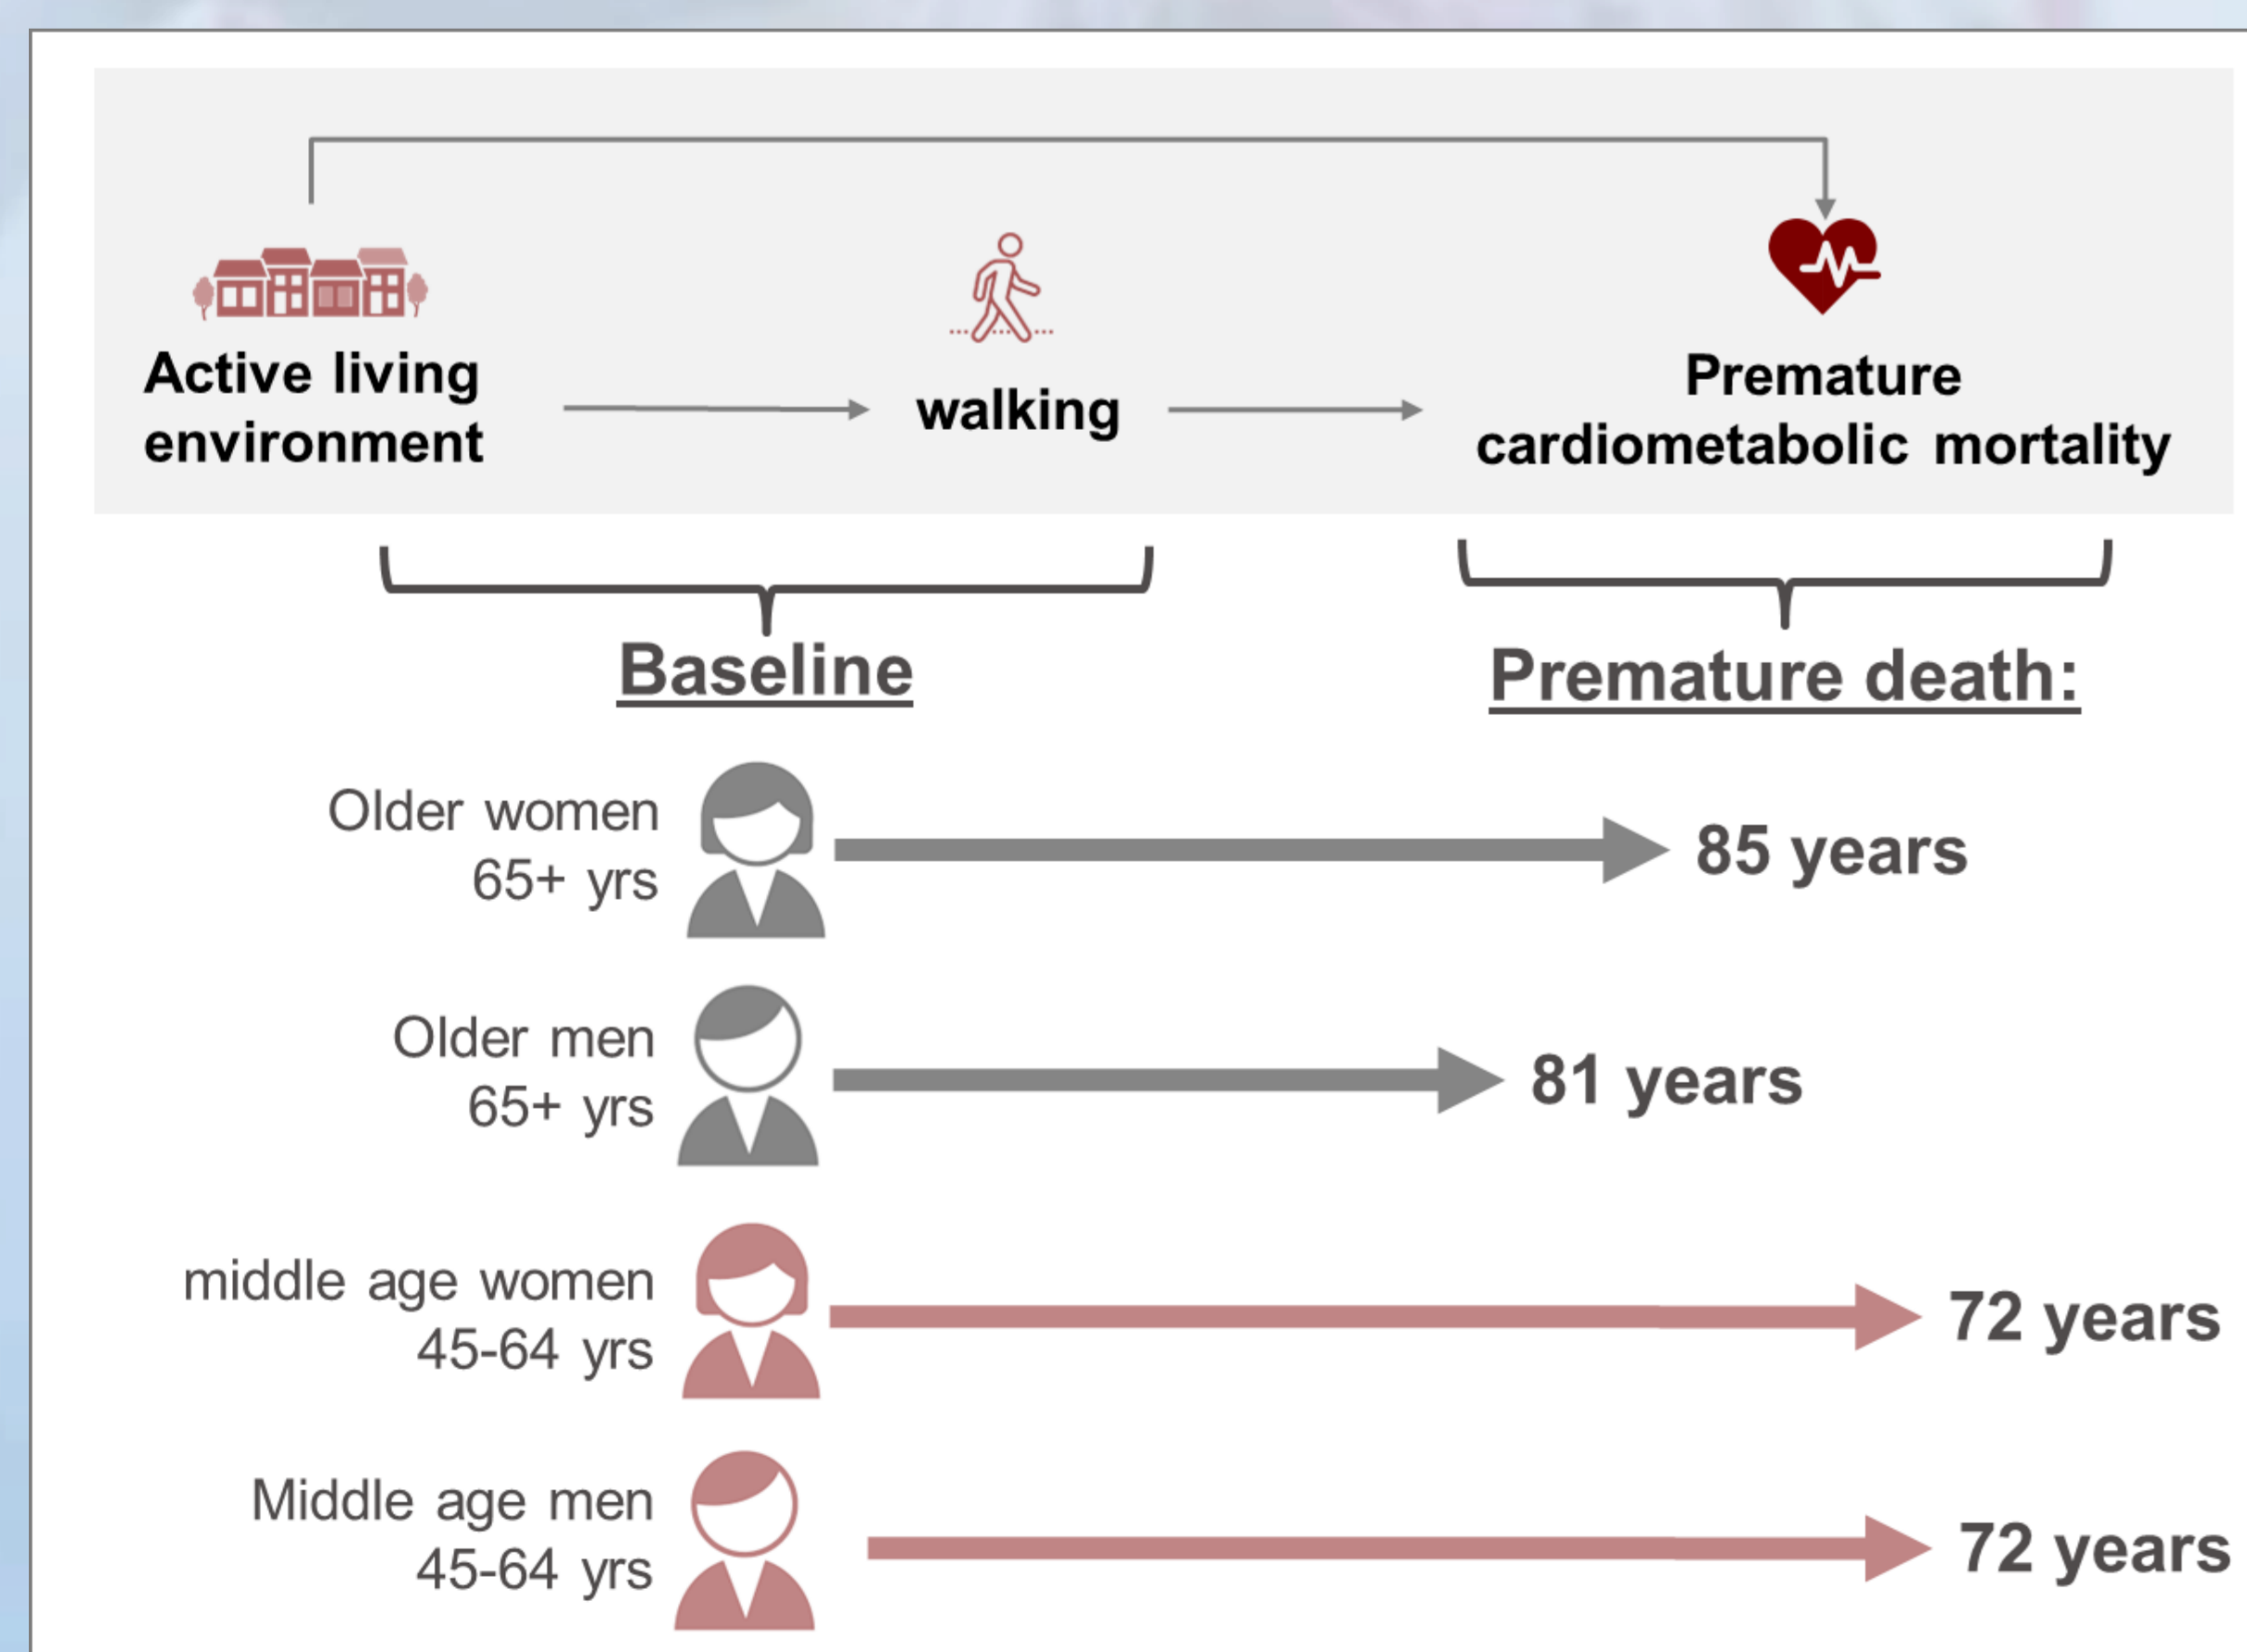 Active living
environment
walking
Premature
cardiometabolic mortality
Baseline
Premature death:
Older women
65+ yrs
85 years
Older men
65+ yrs
81 years
middle age women
45-64 yrs
72 years
Middle age men
45-64 yrs
72 years